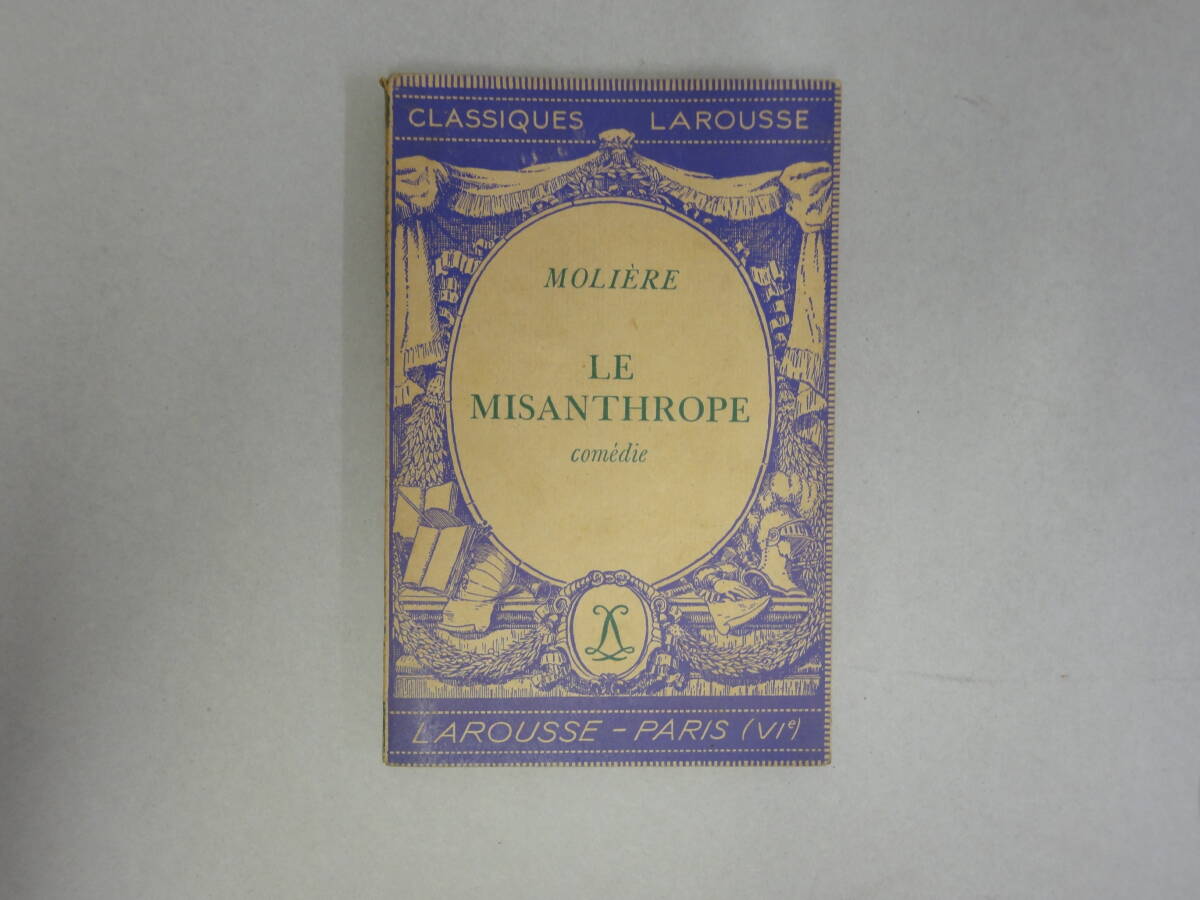 CLASSIQUES LAROUSSE
MOLIÈRE
LE
MISANTHROPE
comédie
LAROUSSE – PARIS (VIe)